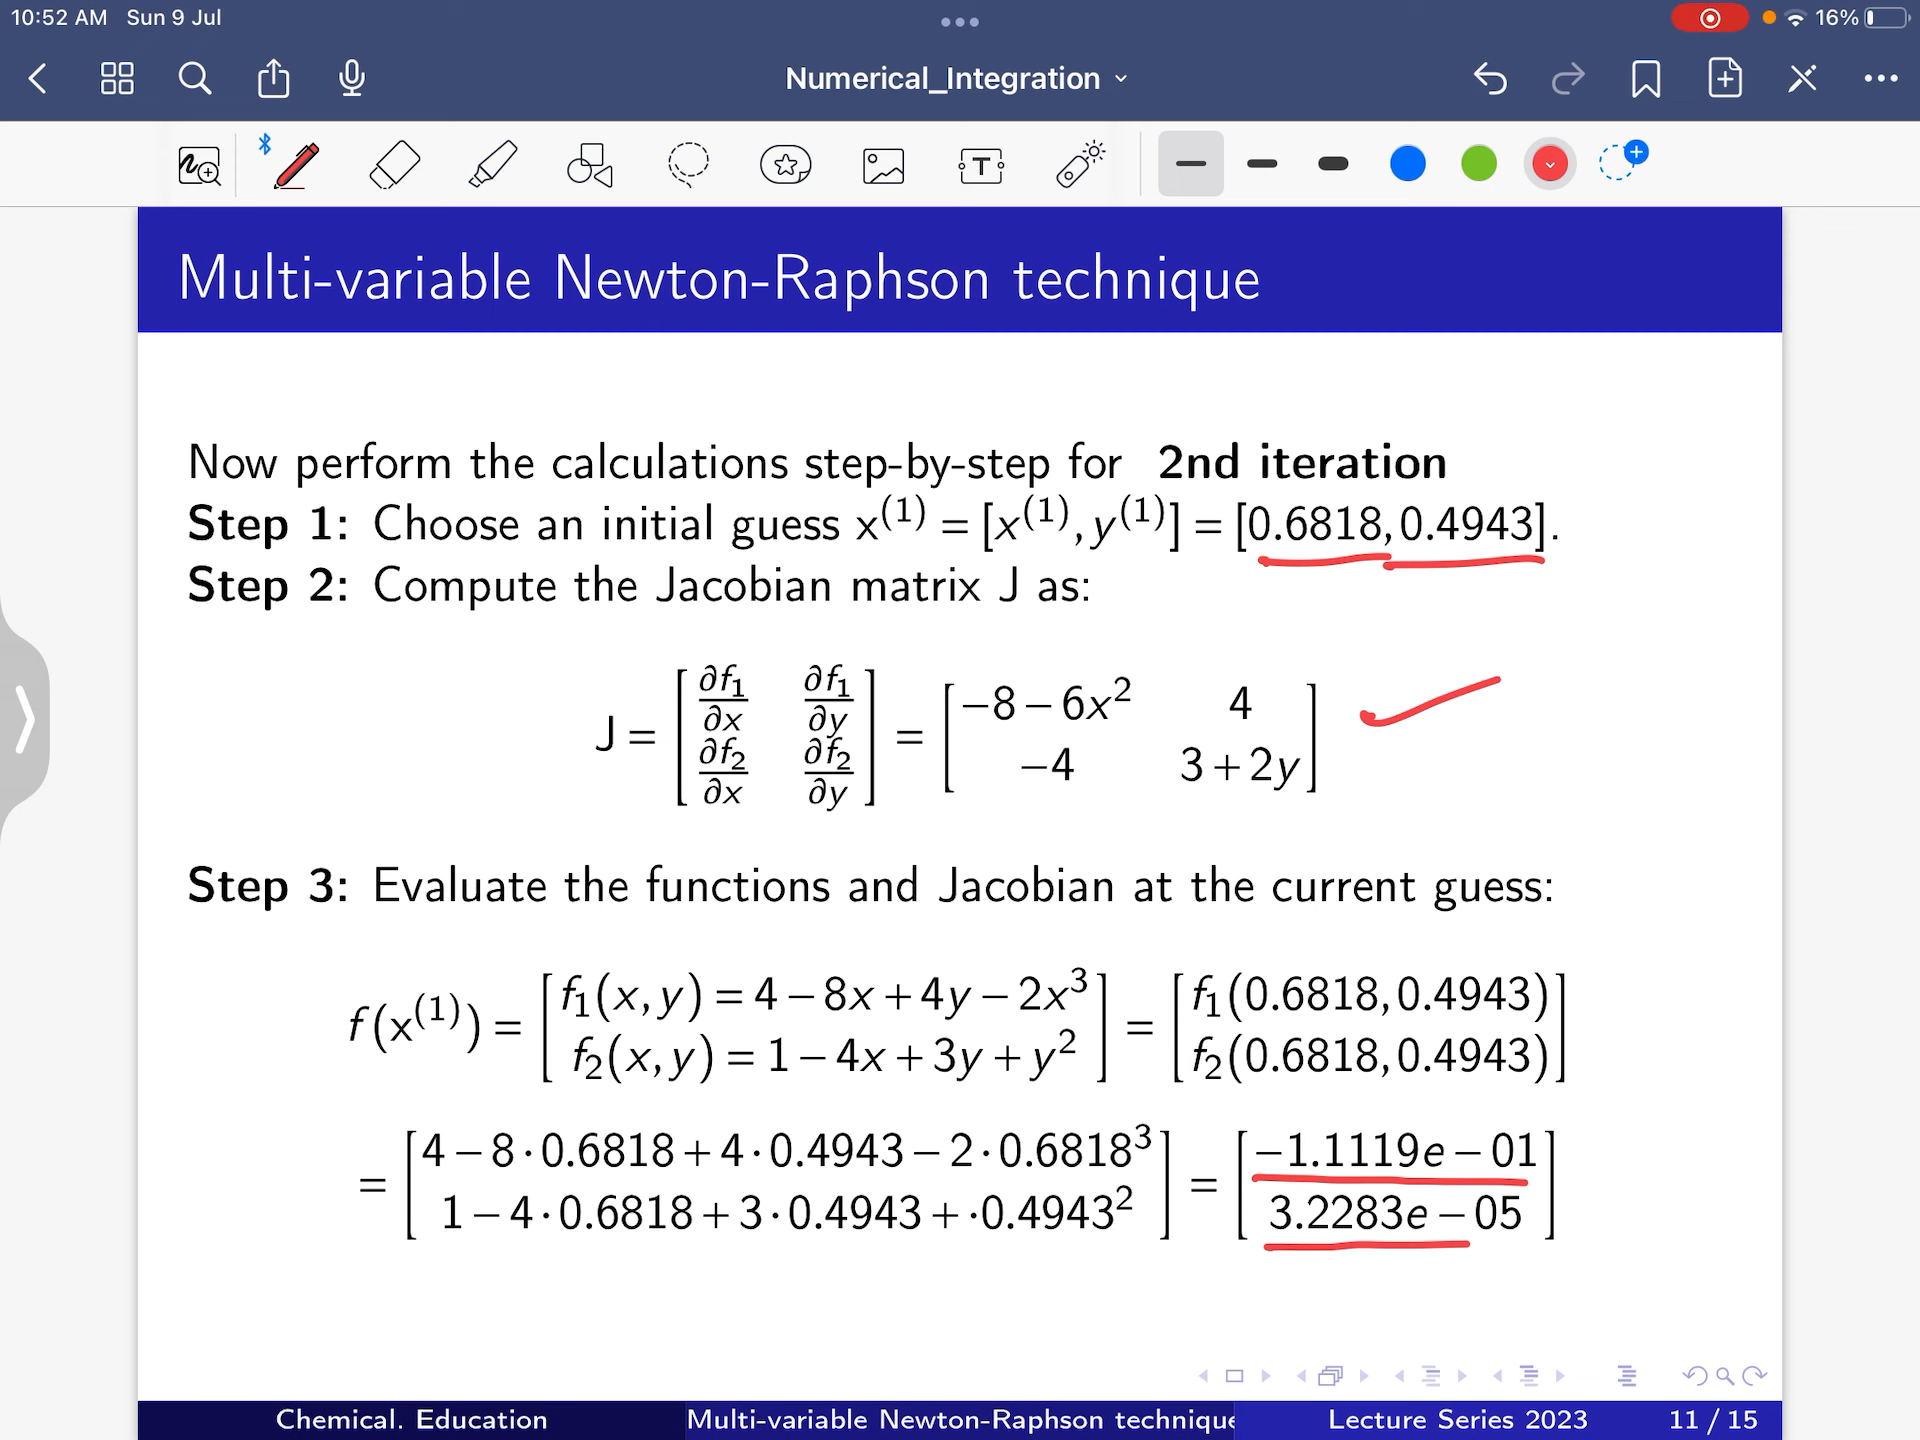 10:52 AM Sun 9 Jul
16%
Numerical_Integration
Multi-variable Newton-Raphson technique
Now perform the calculations step-by-step for 2nd iteration
Step 1: Choose an initial guess x⁽¹⁾ = [x⁽¹⁾, y⁽¹⁾] = [0.6818, 0.4943].
Step 2: Compute the Jacobian matrix J as:
J = [∂f₁/∂x ∂f₁/∂y; ∂f₂/∂x ∂f₂/∂y] = [−8 − 6x² 4; −4 3 + 2y]
Step 3: Evaluate the functions and Jacobian at the current guess:
f(x⁽¹⁾) = [f₁(x, y) = 4 − 8x + 4y − 2x³; f₂(x, y) = 1 − 4x + 3y + y²] = [f₁(0.6818, 0.4943); f₂(0.6818, 0.4943)]
= [4 − 8·0.6818 + 4·0.4943 − 2·0.6818³; 1 − 4·0.6818 + 3·0.4943 + ·0.4943²] = [−1.1119e − 01; 3.2283e − 05]
Chemical. Education Multi-variable Newton-Raphson technique Lecture Series 2023 11 / 15